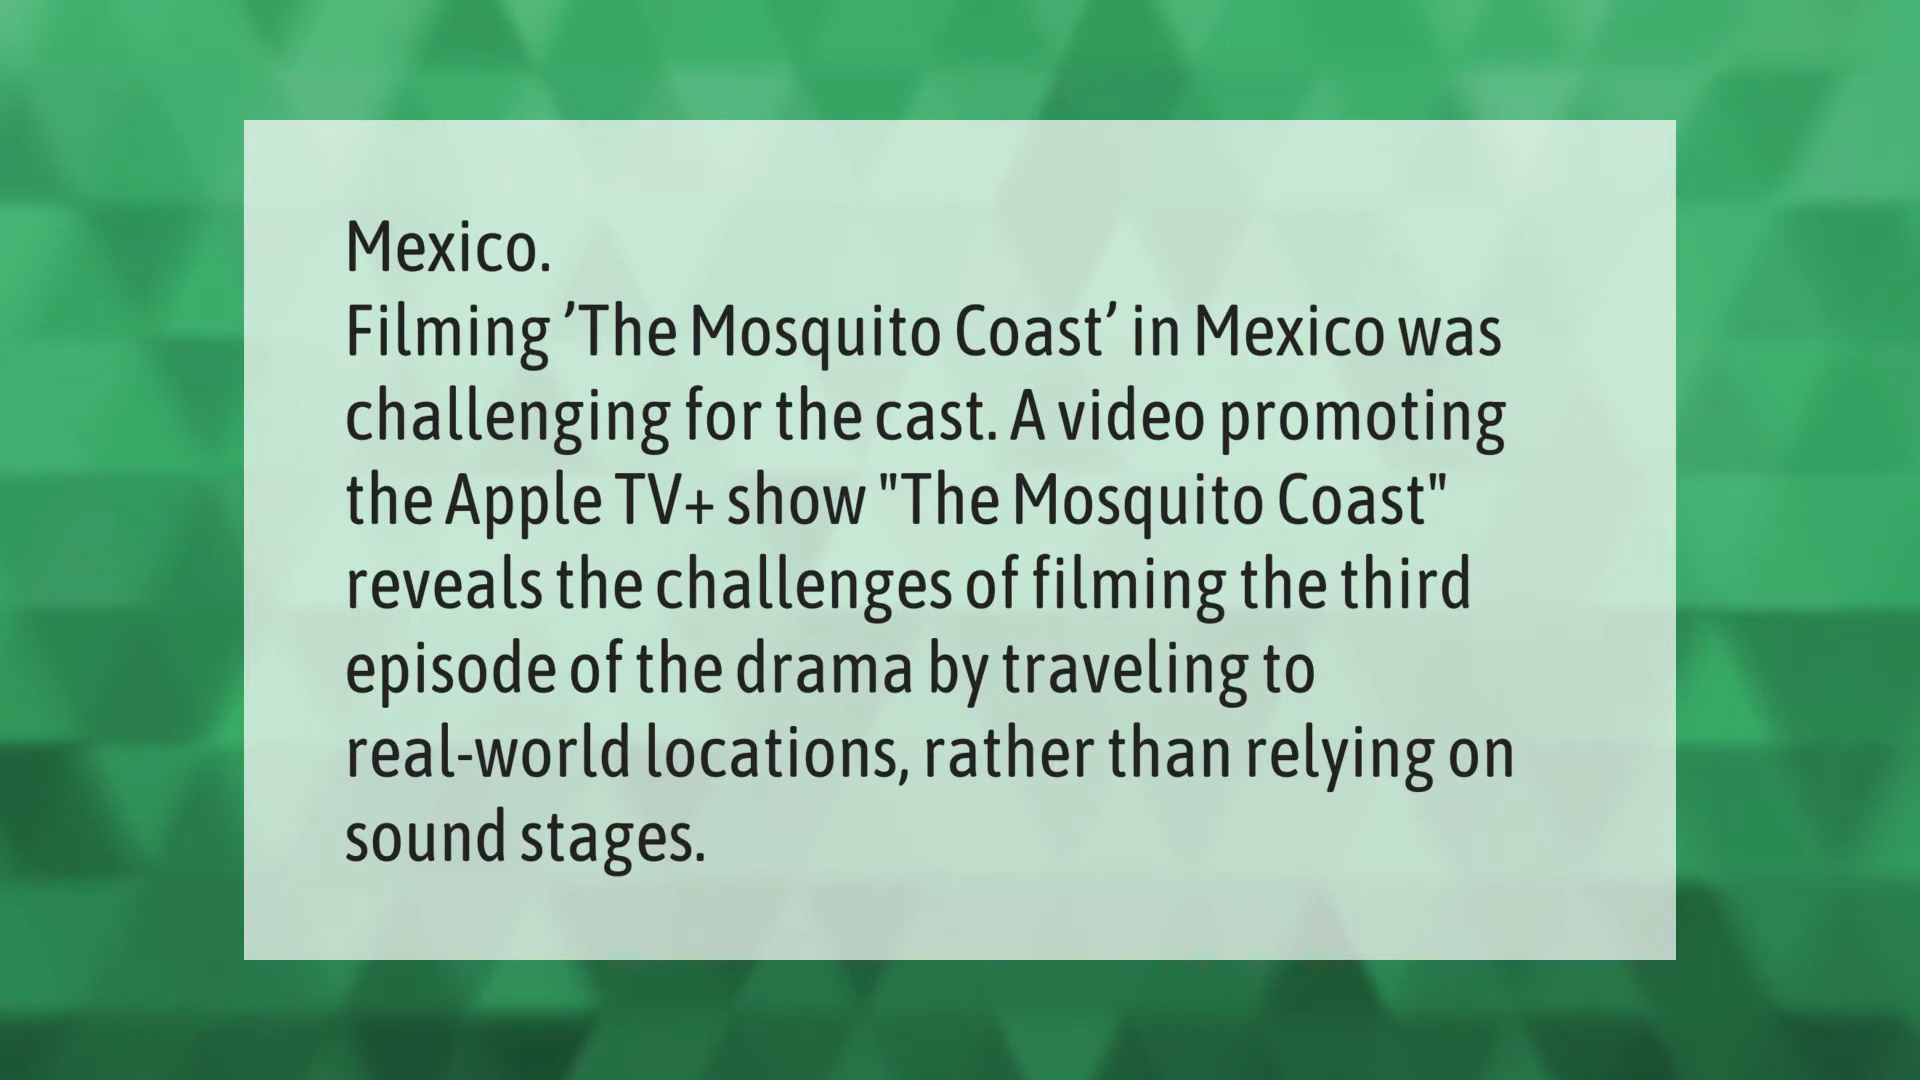 Mexico.
Filming ’The Mosquito Coast’ in Mexico was
challenging for the cast. A video promoting
the Apple TV+ show "The Mosquito Coast"
reveals the challenges of filming the third
episode of the drama by traveling to
real-world locations, rather than relying on
sound stages.